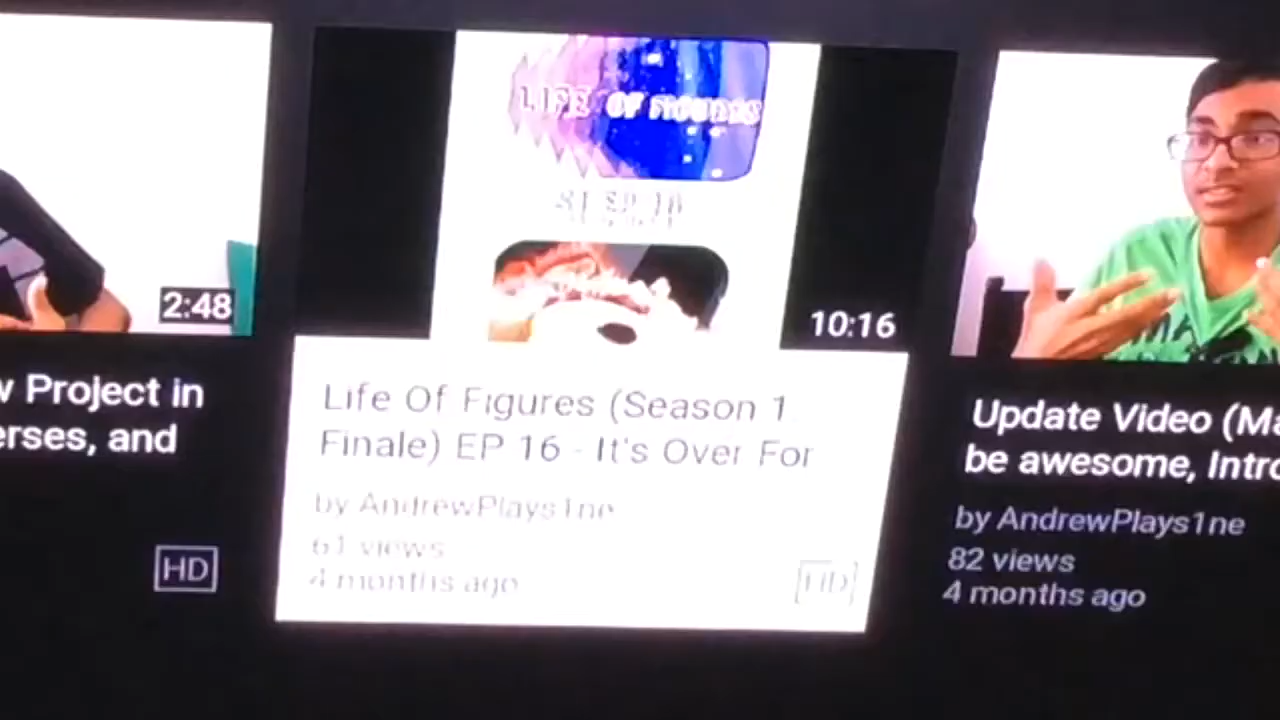 LIFE OF FIGURES
2:48
10:16
w Project in
erses, and
HD
Life Of Figures (Season 1
Finale) EP 16 - It's Over For
by AndrewPlays1ne
61 views
4 months ago
HD
Update Video (Ma
be awesome, Intro
by AndrewPlays1ne
82 views
4 months ago